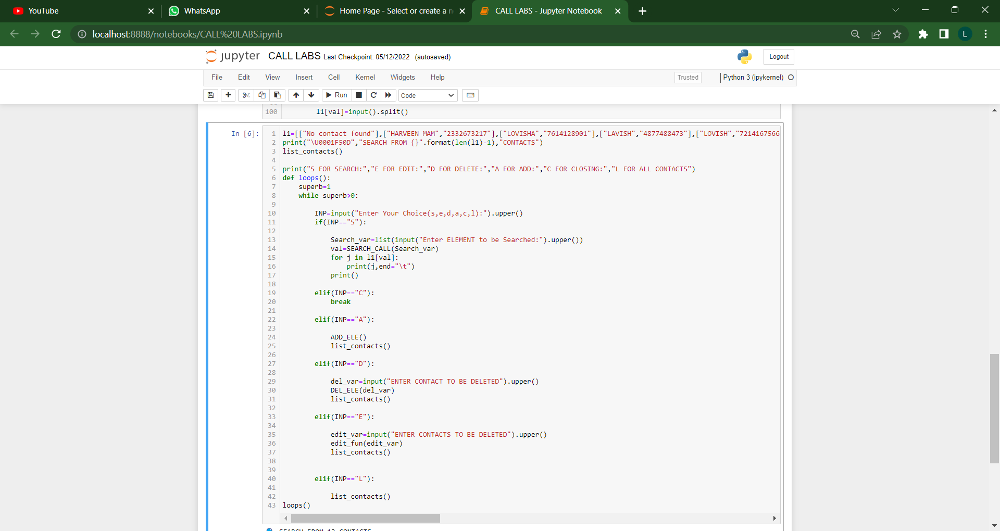 YouTube
WhatsApp
Home Page - Select or create a n
CALL LABS - Jupyter Notebook
localhost:8888/notebooks/CALL%20LABS.ipynb
L
jupyter CALL LABS Last Checkpoint: 05/12/2022 (autosaved)
Logout
File Edit View Insert Cell Kernel Widgets Help
Trusted
Python 3 (ipykernel)
Run
Code
100 l1[val]=input().split()
In [6]:
1 l1=[["No contact found"],["HARVEEN MAM","2332673217"],["LOVISHA","7614128901"],["LAVISH","4877488473"],["LOVISH","7214167566
2 print("\U0001F50D","SEARCH FROM {}".format(len(l1)-1),"CONTACTS")
3 list_contacts()
4
5 print("S FOR SEARCH:","E FOR EDIT:","D FOR DELETE:","A FOR ADD:","C FOR CLOSING:","L FOR ALL CONTACTS")
6 def loops():
7 superb=1
8 while superb>0:
9
10 INP=input("Enter Your Choice(s,e,d,a,c,l):").upper()
11 if(INP=="S"):
12
13 Search_var=list(input("Enter ELEMENT to be Searched:").upper())
14 val=SEARCH_CALL(Search_var)
15 for j in l1[val]:
16 print(j,end="\t")
17 print()
18
19 elif(INP=="C"):
20 break
21
22 elif(INP=="A"):
23
24 ADD_ELE()
25 list_contacts()
26
27 elif(INP=="D"):
28
29 del_var=input("ENTER CONTACT TO BE DELETED").upper()
30 DEL_ELE(del_var)
31 list_contacts()
32
33 elif(INP=="E"):
34
35 edit_var=input("ENTER CONTACTS TO BE DELETED").upper()
36 edit_fun(edit_var)
37 list_contacts()
38
39
40 elif(INP=="L"):
41
42 list_contacts()
43 loops()
SEARCH FROM 13 CONTACTS